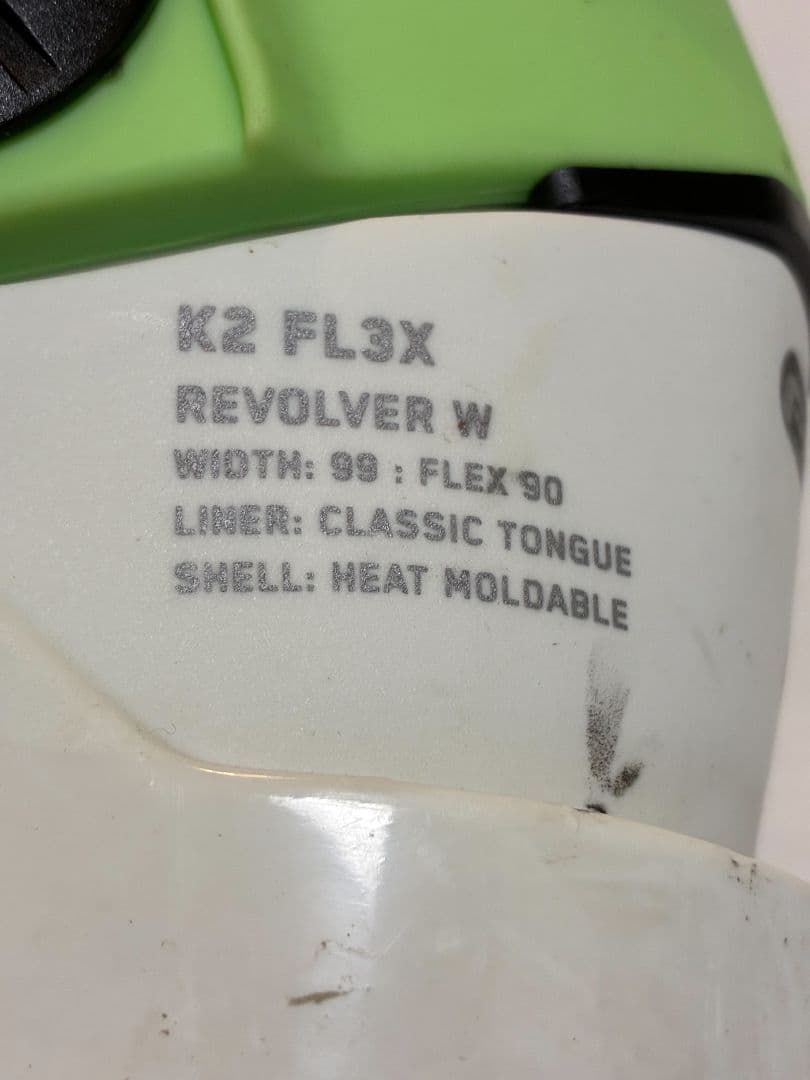 K2 FL3X
REVOLVER W
WIDTH: 99 : FLEX 90
LINER: CLASSIC TONGUE
SHELL: HEAT MOLDABLE